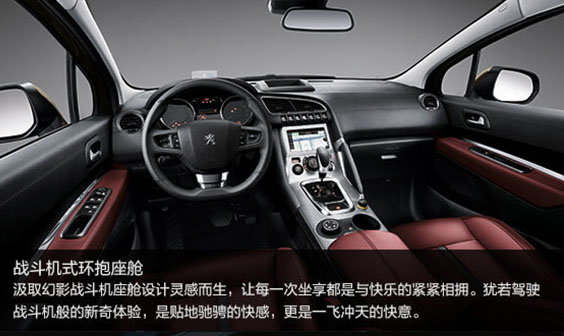 战斗机式环抱座舱
汲取幻影战斗机座舱设计灵感而生，让每一次坐享都是与快乐的紧紧相拥。犹若驾驶
战斗机般的新奇体验，是贴地驰骋的快感，更是一飞冲天的快意。